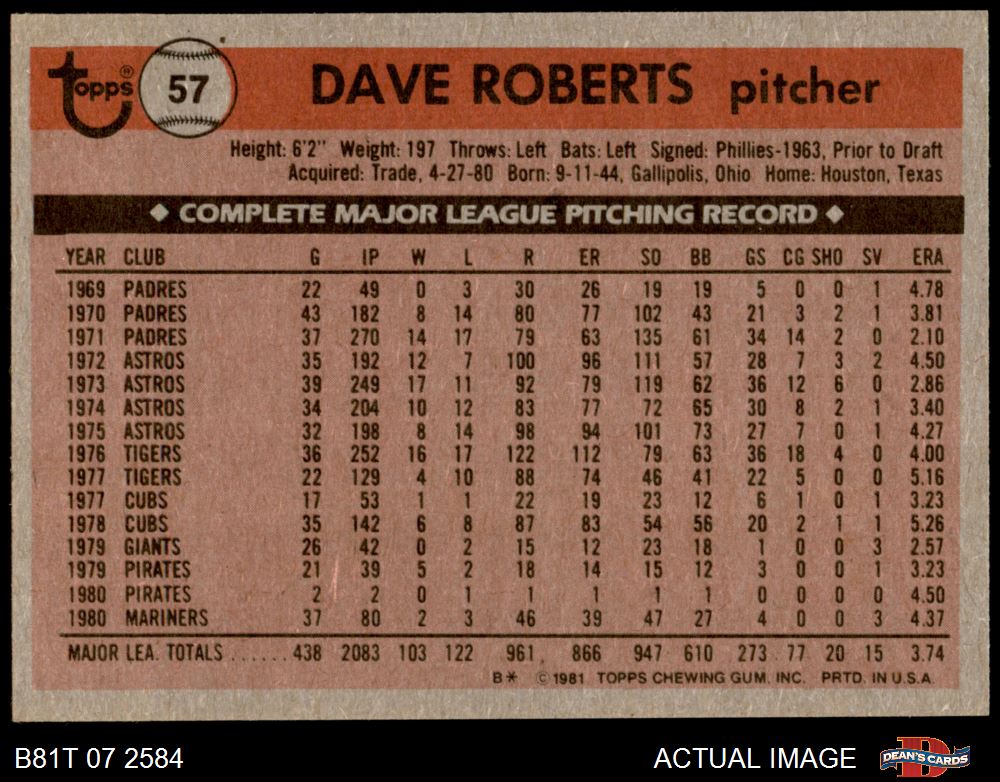 Topps® 57 DAVE ROBERTS pitcher
Height: 6'2" Weight: 197 Throws: Left Bats: Left Signed: Phillies-1963, Prior to Draft
Acquired: Trade, 4-27-80 Born: 9-11-44, Gallipolis, Ohio Home: Houston, Texas
◆ COMPLETE MAJOR LEAGUE PITCHING RECORD ◆
YEAR CLUB G IP W L R ER SO BB GS CG SHO SV ERA
1969 PADRES 22 49 0 3 30 26 19 19 5 0 0 1 4.78
1970 PADRES 43 182 8 14 80 77 102 43 21 3 2 1 3.81
1971 PADRES 37 270 14 17 79 63 135 61 34 14 2 0 2.10
1972 ASTROS 35 192 12 7 100 96 111 57 28 7 3 2 4.50
1973 ASTROS 39 249 17 11 92 79 119 62 36 12 6 0 2.86
1974 ASTROS 34 204 10 12 83 77 72 65 30 8 2 1 3.40
1975 ASTROS 32 198 8 14 98 94 101 73 27 7 0 1 4.27
1976 TIGERS 36 252 16 17 122 112 79 63 36 18 4 0 4.00
1977 TIGERS 22 129 4 10 88 74 46 41 22 5 0 0 5.16
1977 CUBS 17 53 1 1 22 19 23 12 6 1 0 1 3.23
1978 CUBS 35 142 6 8 87 83 54 56 20 2 1 1 5.26
1979 GIANTS 26 42 0 2 15 12 23 18 1 0 0 3 2.57
1979 PIRATES 21 39 5 2 18 14 15 12 3 0 0 1 3.23
1980 PIRATES 2 2 0 1 1 1 1 1 0 0 0 0 4.50
1980 MARINERS 37 80 2 3 46 39 47 27 4 0 0 3 4.37
MAJOR LEA. TOTALS ...... 438 2083 103 122 961 866 947 610 273 77 20 15 3.74
B* ©1981 TOPPS CHEWING GUM, INC. PRTD. IN U.S.A.
B81T 07 2584 ACTUAL IMAGE DEAN'S CARDS